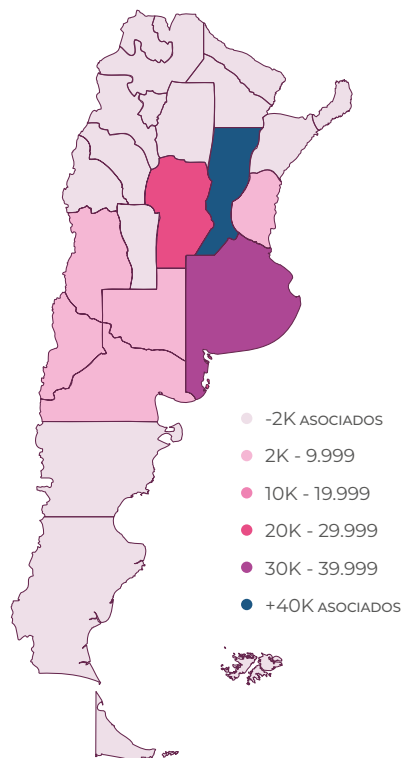 -2K ASOCIADOS
2K - 9.999
10K - 19.999
20K - 29.999
30K - 39.999
+40K ASOCIADOS